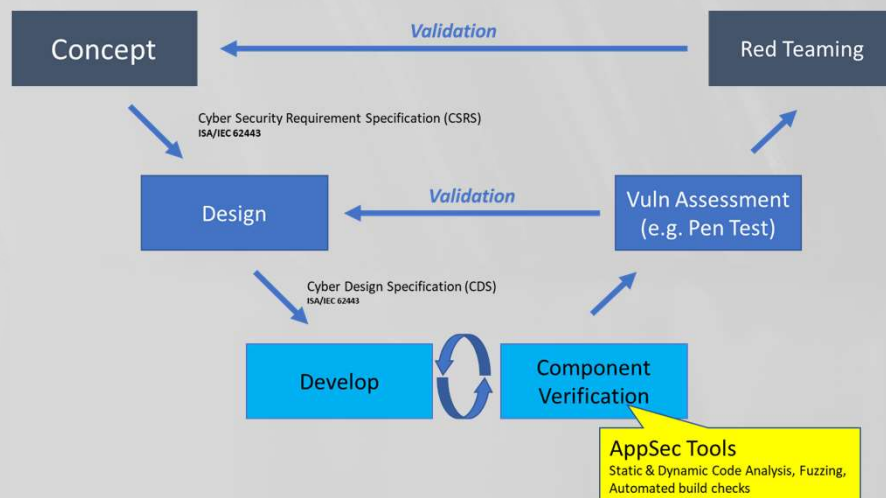 Concept
Validation
Red Teaming
Cyber Security Requirement Specification (CSRS)
ISA/IEC 62443
Design
Validation
Vuln Assessment
(e.g. Pen Test)
Cyber Design Specification (CDS)
ISA/IEC 62443
Develop
Component
Verification
AppSec Tools
Static & Dynamic Code Analysis, Fuzzing,
Automated build checks